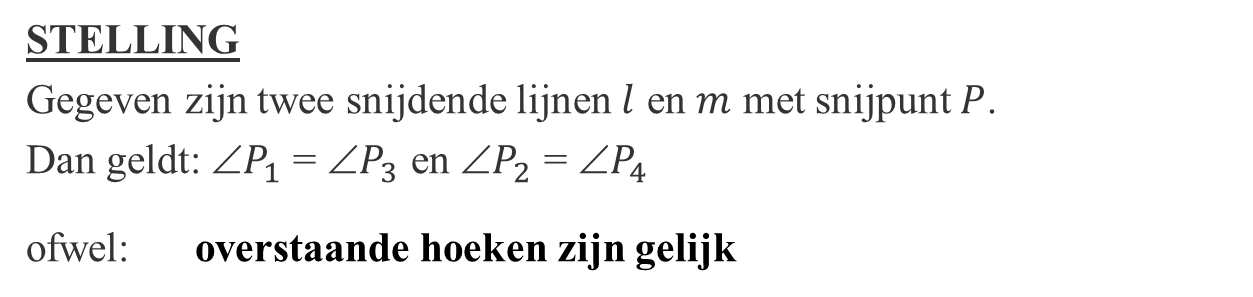 STELLING
Gegeven zijn twee snijdende lijnen l en m met snijpunt P.
Dan geldt: ∠P₁ = ∠P₃ en ∠P₂ = ∠P₄
ofwel: overstaande hoeken zijn gelijk